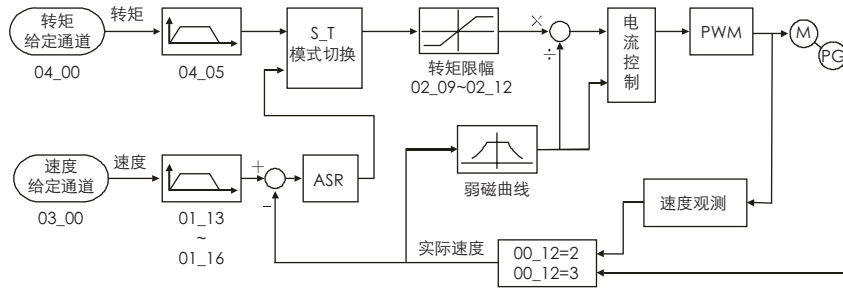 转矩
给定通道
转矩
04_00
04_05
S_T
模式切换
转矩限幅
02_09~02_12
×
÷
电流控制
PWM
M
PG
速度
给定通道
速度
03_00
01_13
~
01_16
+
-
ASR
弱磁曲线
速度观测
实际速度
00_12=2
00_12=3